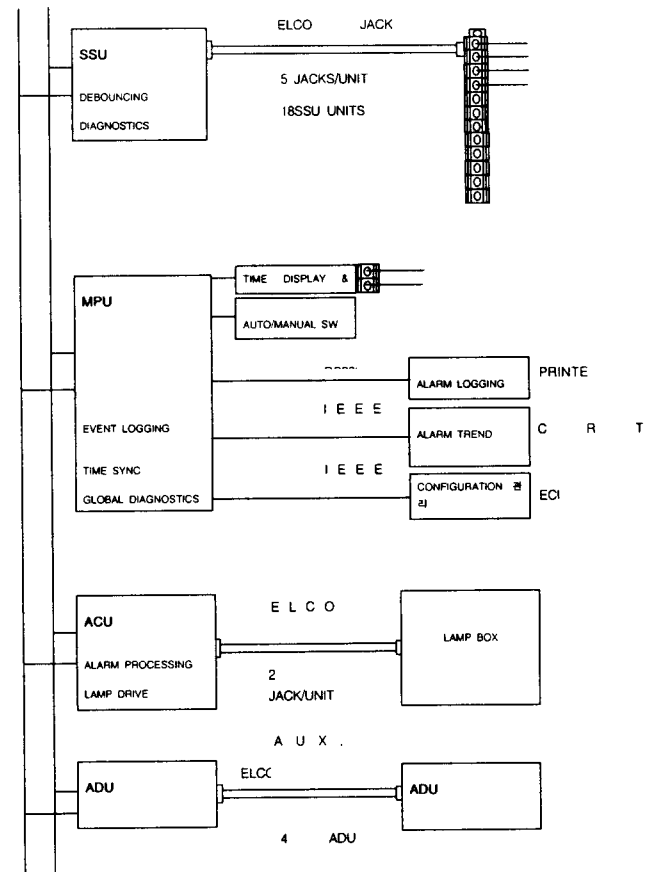 ELCO JACK
SSU
5 JACKS/UNIT
DEBOUNCING
18SSU UNITS
DIAGNOSTICS
TIME DISPLAY &
MPU
AUTO/MANUAL SW
ALARM LOGGING
PRINTE
I E E E
EVENT LOGGING
ALARM TREND
C R T
TIME SYNC
I E E E
GLOBAL DIAGNOSTICS
CONFIGURATION 관
리
ECI
ELCO
ACU
LAMP BOX
ALARM PROCESSING
2
LAMP DRIVE
JACK/UNIT
A U X .
ELCC
ADU
ADU
4 ADU